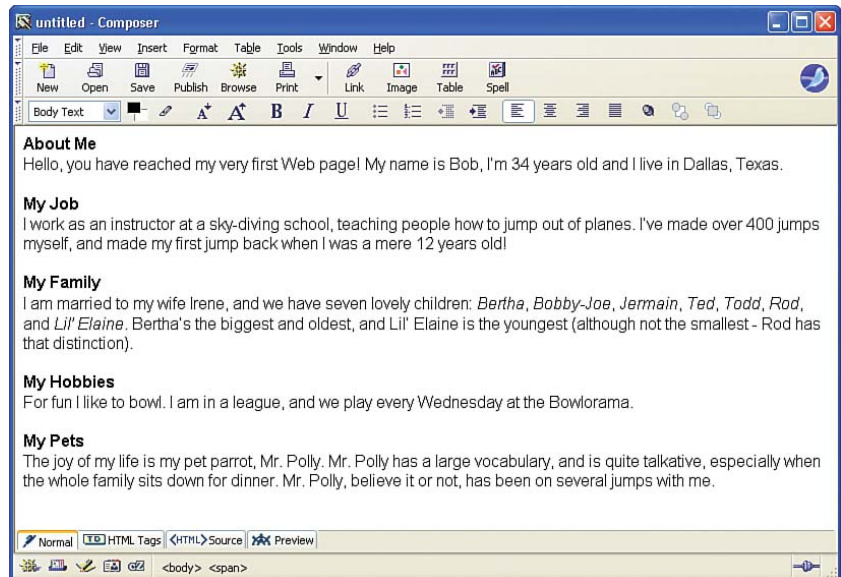 untitled - Composer
File Edit View Insert Format Table Tools Window Help
New Open Save Publish Browse Print Link Image Table Spell
Body Text A A B I U
About Me
Hello, you have reached my very first Web page! My name is Bob, I'm 34 years old and I live in Dallas, Texas.
My Job
I work as an instructor at a sky-diving school, teaching people how to jump out of planes. I've made over 400 jumps
myself, and made my first jump back when I was a mere 12 years old!
My Family
I am married to my wife Irene, and we have seven lovely children: Bertha, Bobby-Joe, Jermain, Ted, Todd, Rod,
and Lil' Elaine. Bertha's the biggest and oldest, and Lil' Elaine is the youngest (although not the smallest - Rod has
that distinction).
My Hobbies
For fun I like to bowl. I am in a league, and we play every Wednesday at the Bowlorama.
My Pets
The joy of my life is my pet parrot, Mr. Polly. Mr. Polly has a large vocabulary, and is quite talkative, especially when
the whole family sits down for dinner. Mr. Polly, believe it or not, has been on several jumps with me.
Normal TD HTML Tags <HTML> Source Preview
<body> <span>